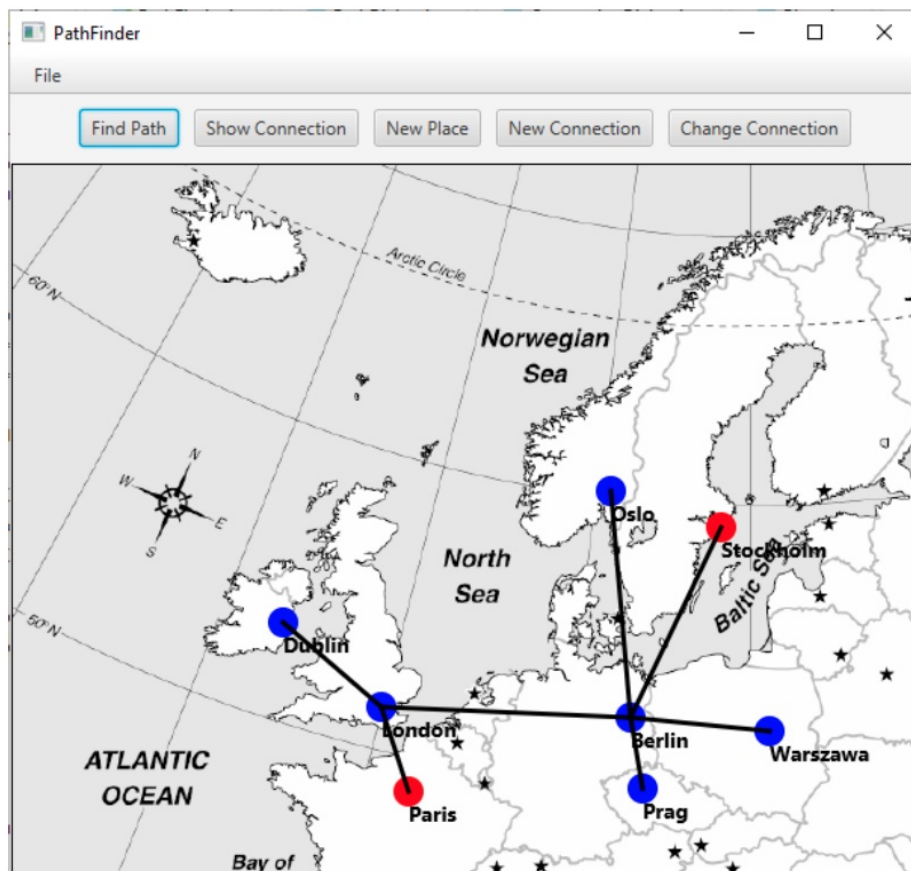 PathFinder
File
Find Path Show Connection New Place New Connection Change Connection
Arctic Circle
60°N
Norwegian
Sea
N
W
E
S
Oslo
Stockholm
Baltic Sea
North
Sea
50°N
Dublin
London
Berlin
Warszawa
ATLANTIC
OCEAN
Paris
Prag
Bay of